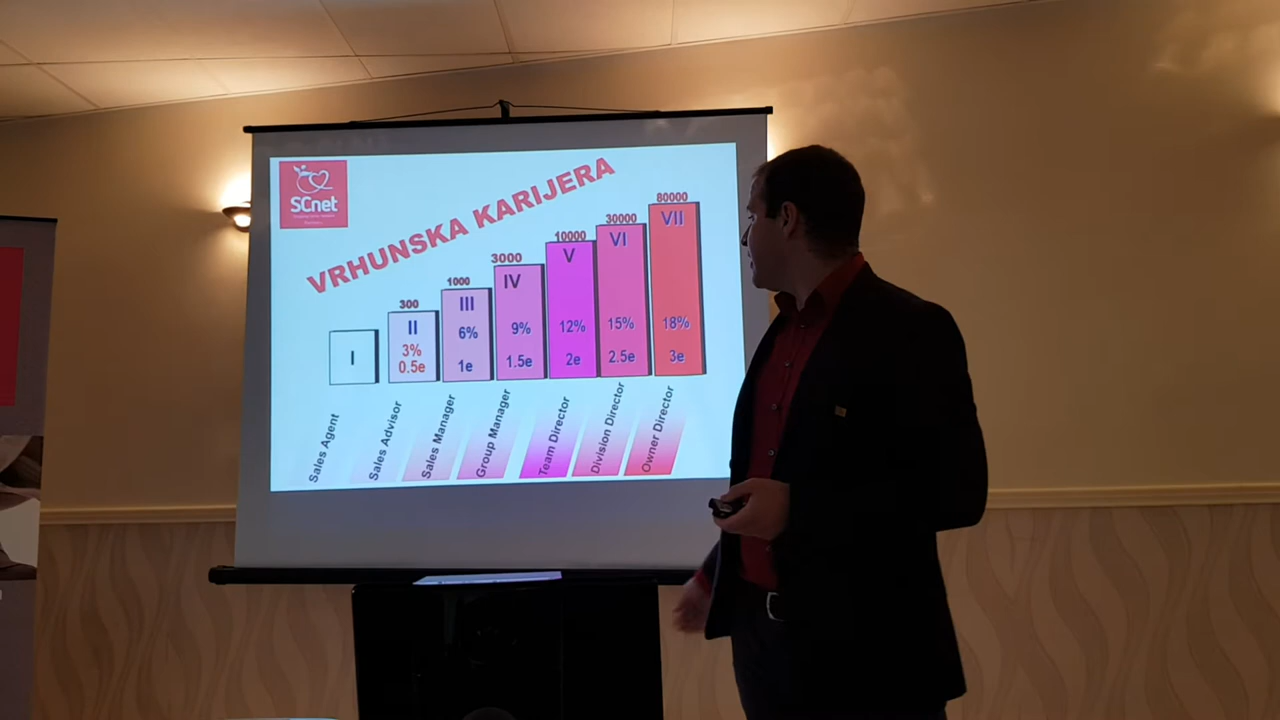 SCnet
VRHUNSKA KARIJERA
I
300
II
3%
0.5e
1000
III
6%
1e
3000
IV
9%
1.5e
10000
V
12%
2e
30000
VI
15%
2.5e
80000
VII
18%
3e
Sales Agent
Sales Advisor
Sales Manager
Group Manager
Team Director
Division Director
Owner Director